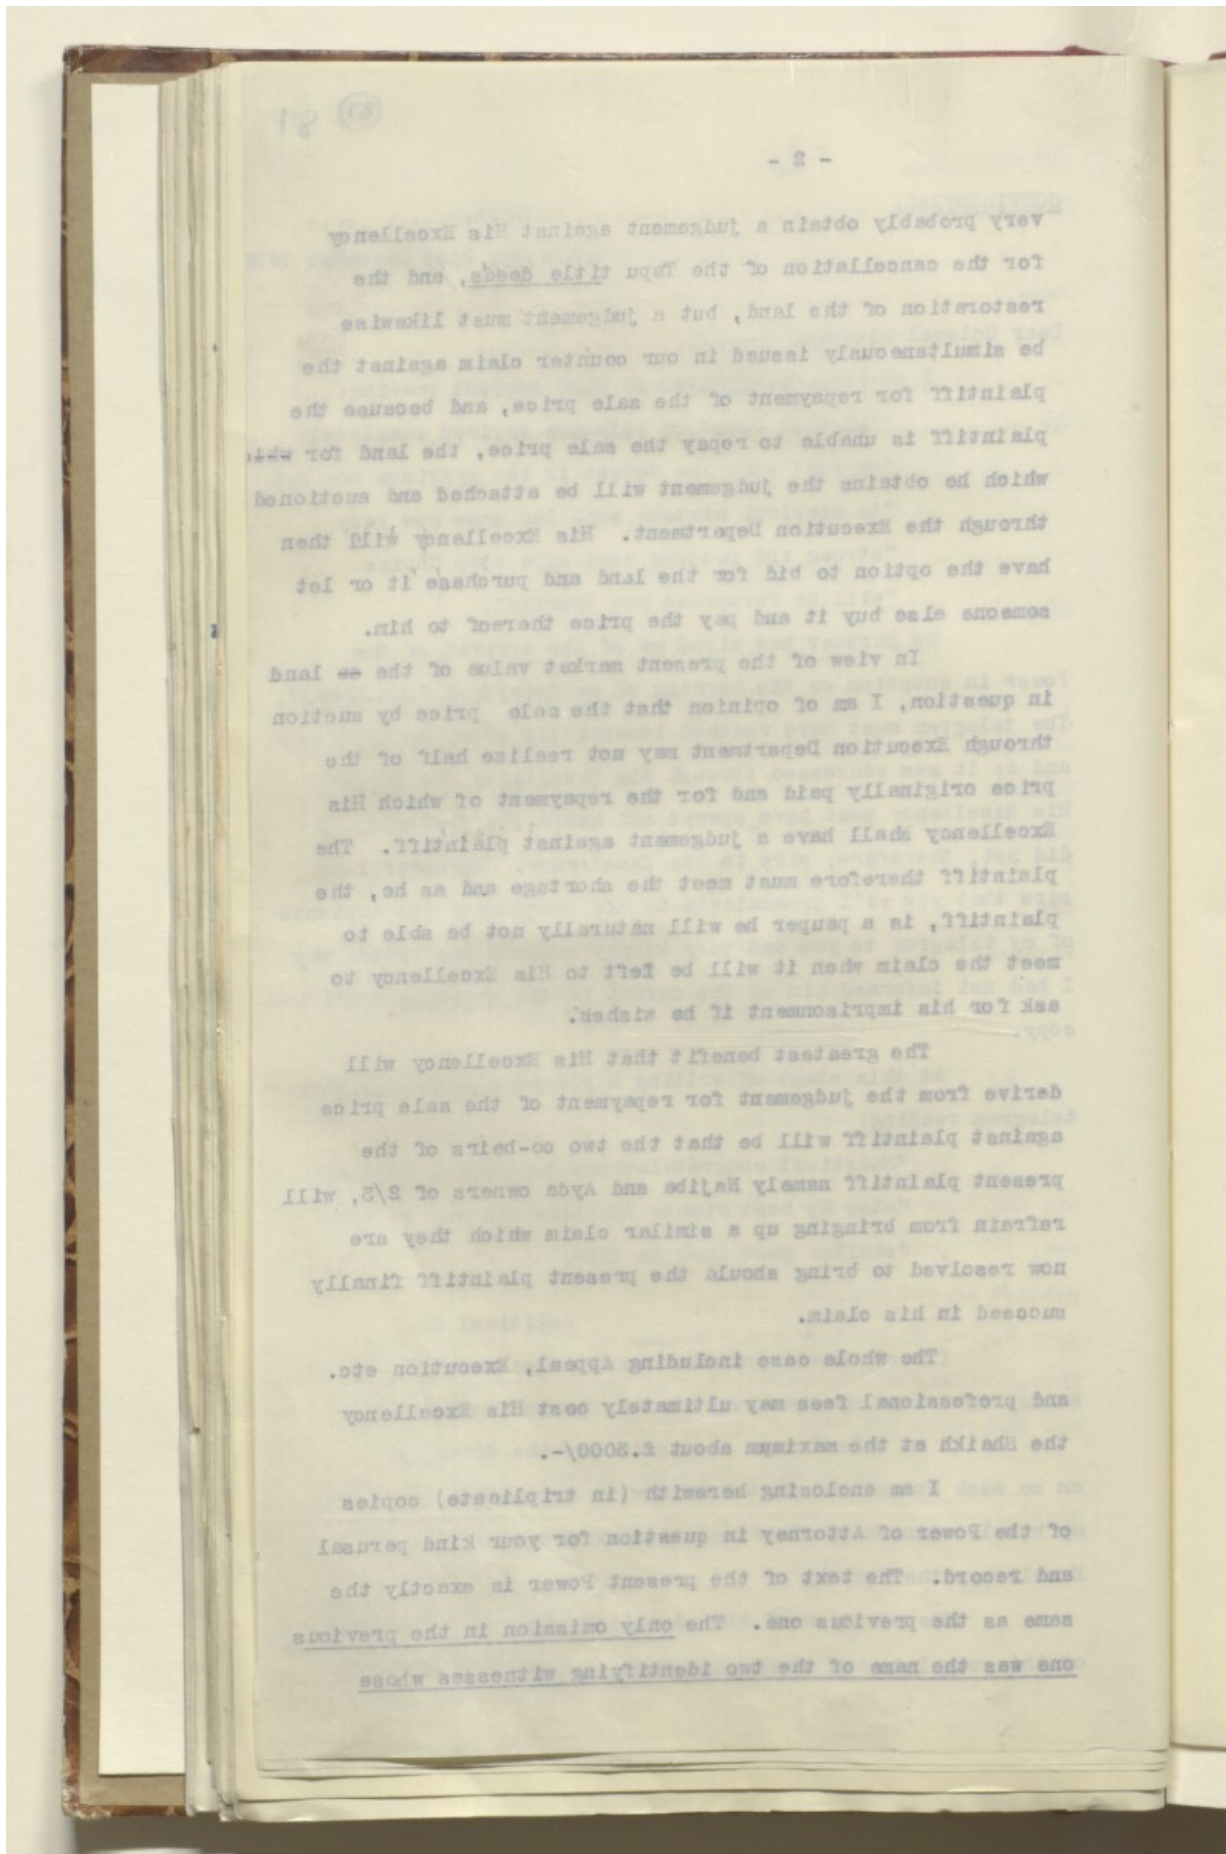 - 2 -
very probably obtain a judgement against His Excellency
for the cancellation of the Tapu title deeds, and the
restoration of the land, but a judgement must likewise
be simultaneously issued in our counter claim against the
plaintiff for repayment of the sale price, and because the
plaintiff is unable to repay the sale price, the land for
which he obtains the judgement will be attached and auctioned
through the Execution Department. His Excellency will then
have the option to bid for the land and purchase it or let
someone else buy it and pay the price thereof to him.
In view of the present market value of the land
in question, I am of opinion that the sale price by auction
through Execution Department may not realize half of the
price originally paid and for the repayment of which His
Excellency shall have a judgement against plaintiff. The
plaintiff therefore must meet the shortage and as he, the
plaintiff, is a pauper he will naturally not be able to
meet the claim when it will be left to His Excellency to
ask for his imprisonment if he wishes.
The greatest benefit that His Excellency will
derive from the judgement for repayment of the sale price
against plaintiff will be that the two co-heirs of the
present plaintiff namely Najiba and Ayda owners of 2/3, will
refrain from bringing up a similar claim which they are
now resolved to bring should the present plaintiff finally
succeed in his claim.
The whole case including Appeal, Execution etc.
and professional fees may ultimately cost His Excellency
the Shaikh at the maximum about £.3000/-.
I am enclosing herewith (in triplicate) copies
of the Power of Attorney in question for your kind perusal
and record. The text of the present Power is exactly the
same as the previous one. The only omission in the previous
one was the name of the two identifying witnesses whose